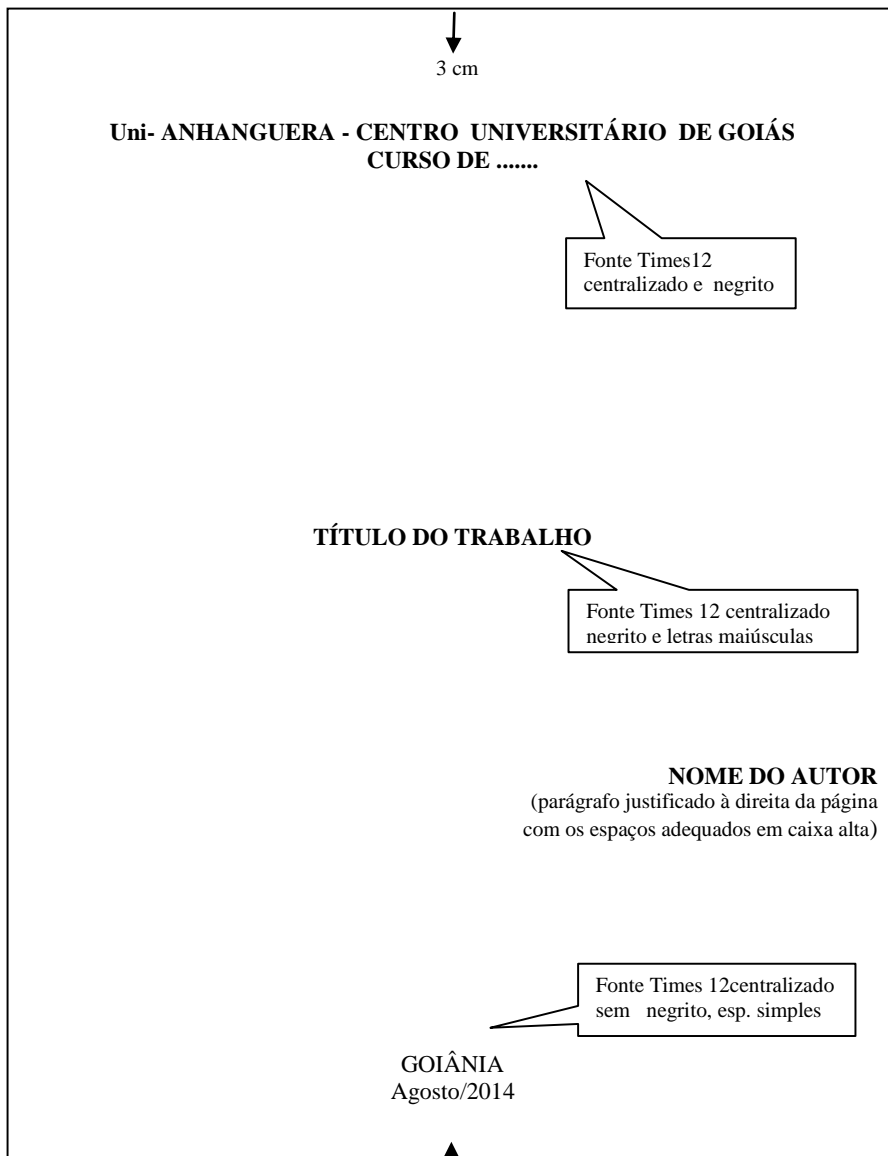 3 cm
Uni- ANHANGUERA - CENTRO UNIVERSITÁRIO DE GOIÁS
CURSO DE .......
Fonte Times12
centralizado e negrito
TÍTULO DO TRABALHO
Fonte Times 12 centralizado
negrito e letras maiúsculas
NOME DO AUTOR
(parágrafo justificado à direita da página
com os espaços adequados em caixa alta)
Fonte Times 12centralizado
sem negrito, esp. simples
GOIÂNIA
Agosto/2014